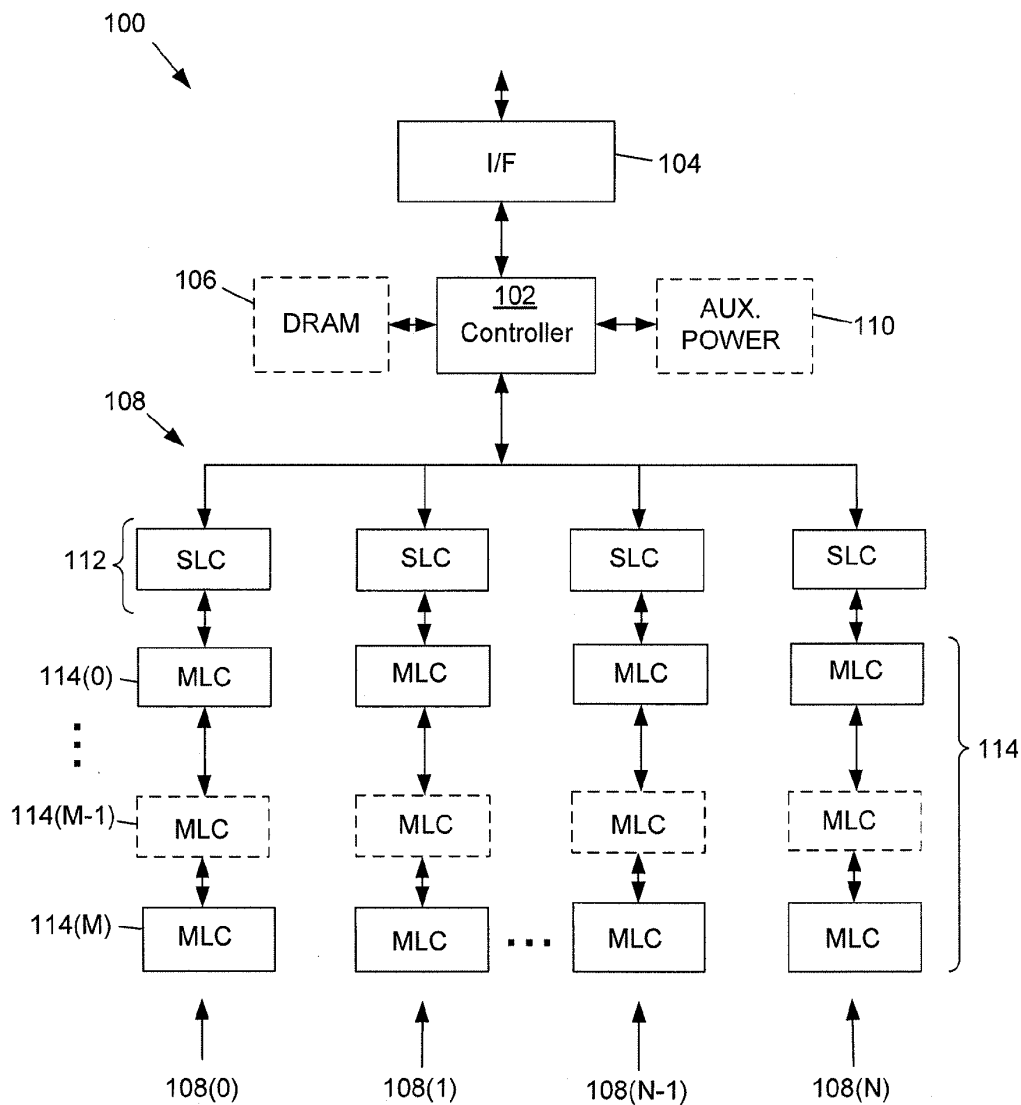 100
I/F
104
106
DRAM
102
Controller
AUX.
POWER
110
108
112
SLC
SLC
SLC
SLC
114(0)
MLC
MLC
MLC
MLC
114
114(M-1)
MLC
MLC
MLC
MLC
114(M)
MLC
MLC
MLC
MLC
108(0)
108(1)
108(N-1)
108(N)